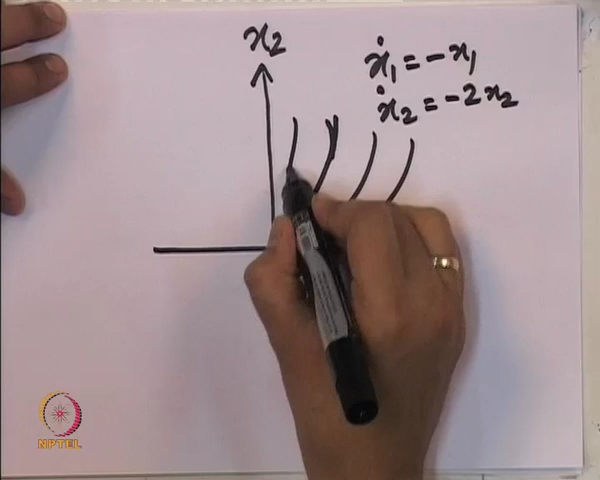 x₂
ẋ₁ = -x₁
ẋ₂ = -2x₂
NPTEL